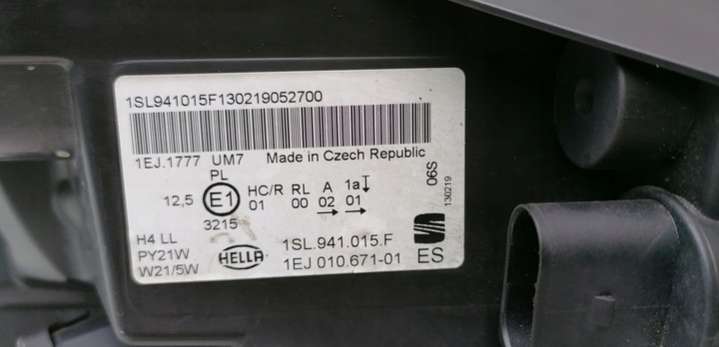 1SL941015F130219052700
1EJ.1777 UM7 Made in Czech Republic
PL
12,5 E1 HC/R RL A 1a
01 00 02 01
3215
H4 LL
PY21W
W21/5W
HELLA
1SL.941.015.F
1EJ 010.671-01
ES
06S
130219